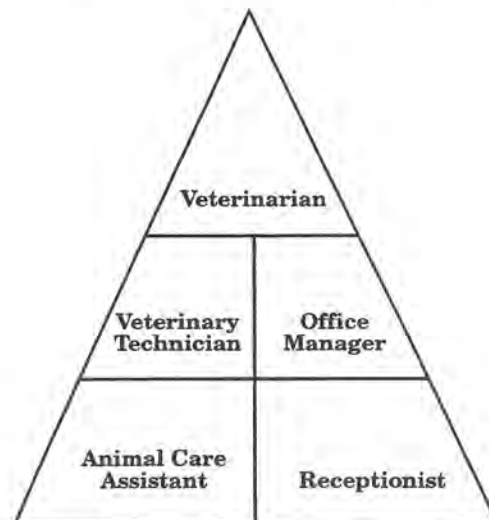 Veterinarian
Veterinary
Technician
Office
Manager
Animal Care
Assistant
Receptionist